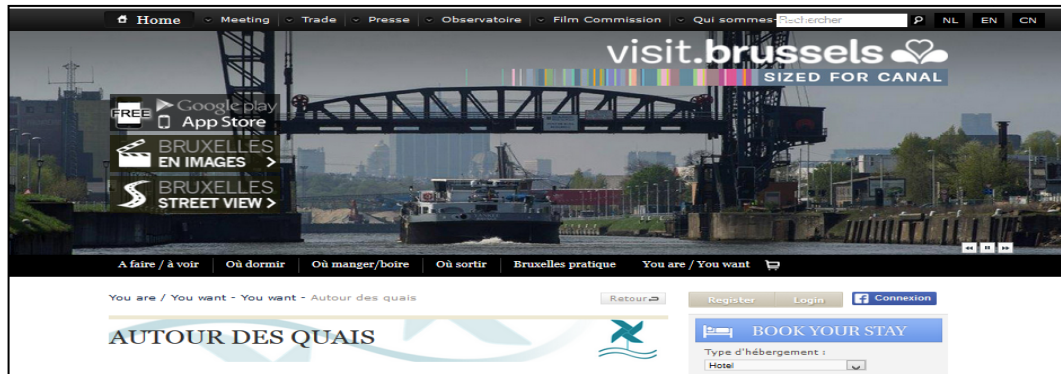 Home Meeting Trade Presse Observatoire Film Commission Qui sommes- Rechercher NL EN CN
visit.brussels
SIZED FOR CANAL
FREE Google play
App Store
BRUXELLES
EN IMAGES >
BRUXELLES
STREET VIEW >
A faire / à voir Où dormir Où manger/boire Où sortir Bruxelles pratique You are / You want
You are / You want - You want - Autour des quais Retour Register Login Connexion
AUTOUR DES QUAIS BOOK YOUR STAY
Type d'hébergement :
Hotel